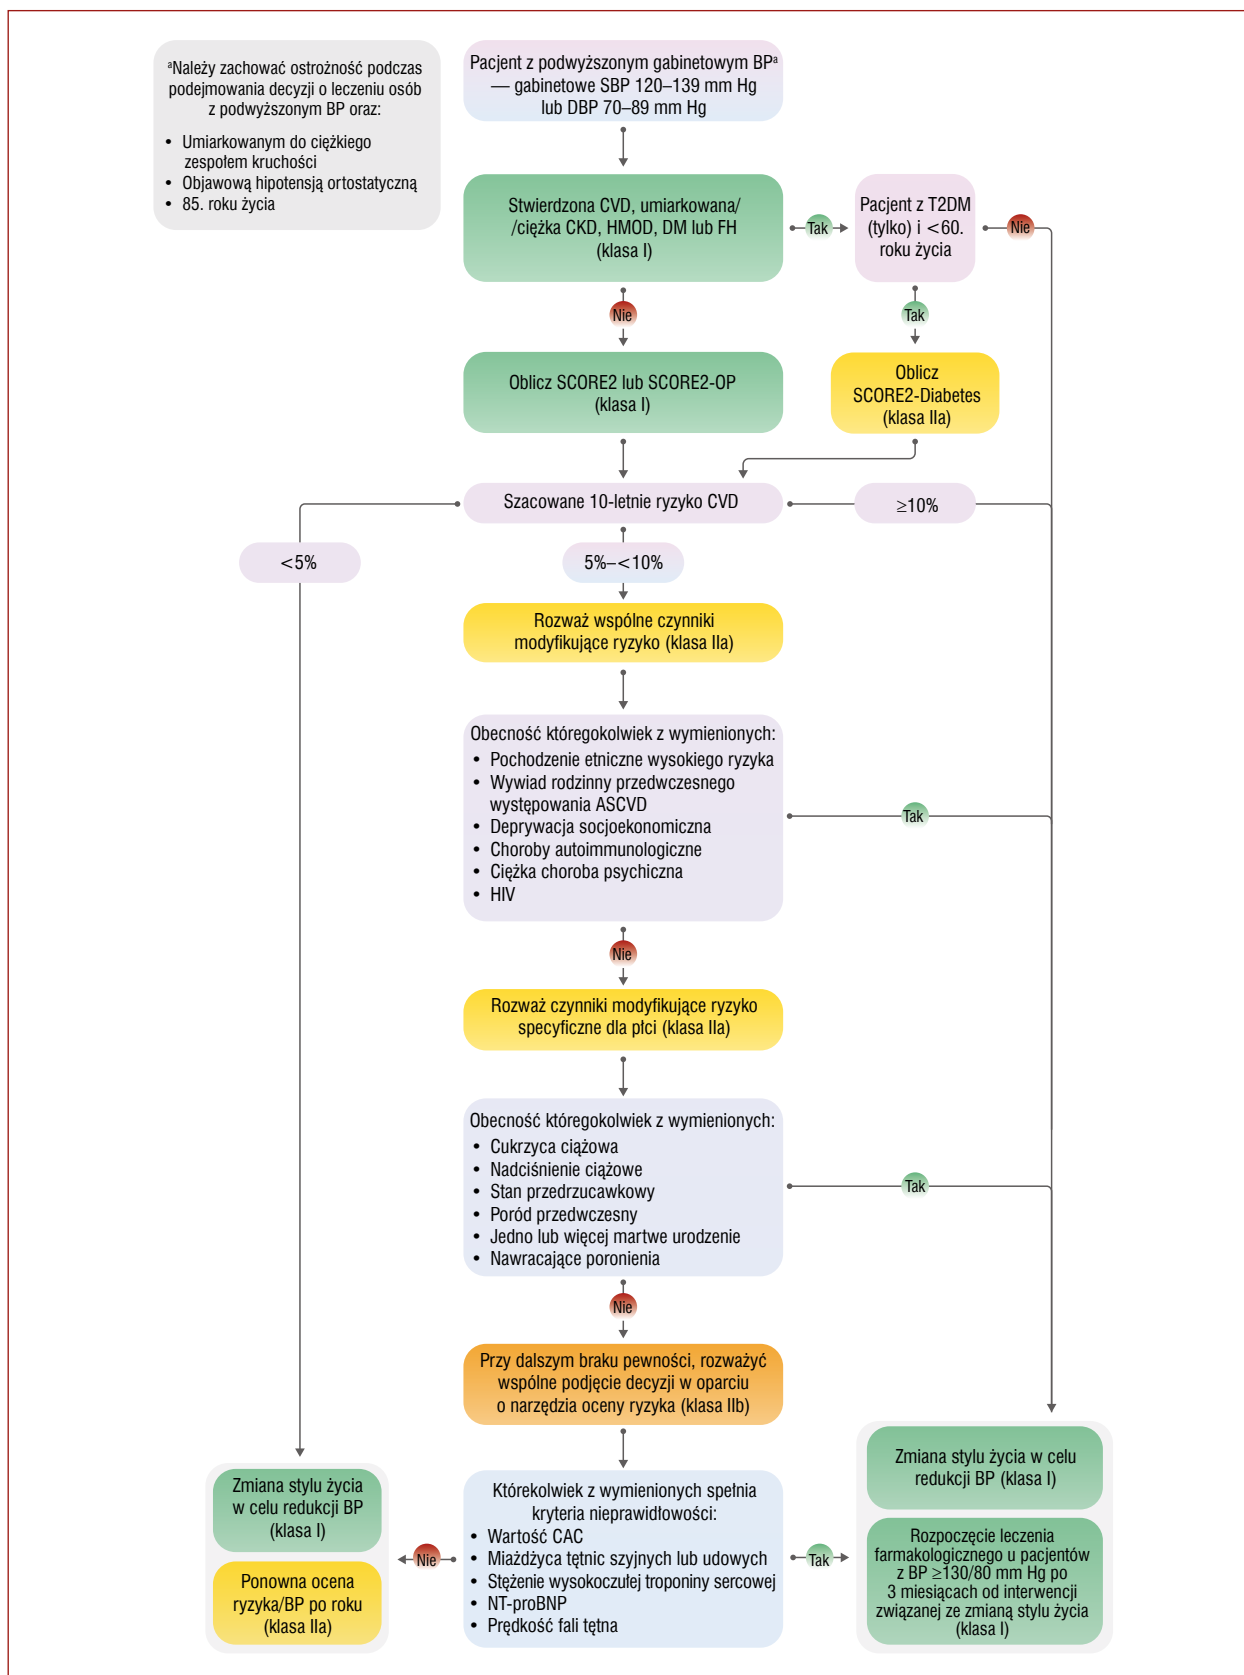 ᵃNależy zachować ostrożność podczas
podejmowania decyzji o leczeniu osób
z podwyższonym BP oraz:
• Umiarkowanym do ciężkiego
zespołem kruchości
• Objawową hipotensją ortostatyczną
• 85. roku życia
Pacjent z podwyższonym gabinetowym BPᵃ
— gabinetowe SBP 120–139 mm Hg
lub DBP 70–89 mm Hg
Stwierdzona CVD, umiarkowana/
/ciężka CKD, HMOD, DM lub FH
(klasa I)
Tak
Pacjent z T2DM
(tylko) i <60.
roku życia
Nie
Nie
Tak
Oblicz SCORE2 lub SCORE2-OP
(klasa I)
Oblicz
SCORE2-Diabetes
(klasa IIa)
Szacowane 10-letnie ryzyko CVD
≥10%
<5%
5%–<10%
Rozważ wspólne czynniki
modyfikujące ryzyko (klasa IIa)
Obecność któregokolwiek z wymienionych:
• Pochodzenie etniczne wysokiego ryzyka
• Wywiad rodzinny przedwczesnego
występowania ASCVD
• Deprywacja socjoekonomiczna
• Choroby autoimmunologiczne
• Ciężka choroba psychiczna
• HIV
Tak
Nie
Rozważ czynniki modyfikujące ryzyko
specyficzne dla płci (klasa IIa)
Obecność któregokolwiek z wymienionych:
• Cukrzyca ciążowa
• Nadciśnienie ciążowe
• Stan przedrzucawkowy
• Poród przedwczesny
• Jedno lub więcej martwe urodzenie
• Nawracające poronienia
Tak
Nie
Przy dalszym braku pewności, rozważyć
wspólne podjęcie decyzji w oparciu
o narzędzia oceny ryzyka (klasa IIb)
Którekolwiek z wymienionych spełnia
kryteria nieprawidłowości:
• Wartość CAC
• Miażdżyca tętnic szyjnych lub udowych
• Stężenie wysokoczułej troponiny sercowej
• NT-proBNP
• Prędkość fali tętna
Nie
Tak
Zmiana stylu życia
w celu redukcji BP
(klasa I)
Ponowna ocena
ryzyka/BP po roku
(klasa IIa)
Zmiana stylu życia w celu
redukcji BP (klasa I)
Rozpoczęcie leczenia
farmakologicznego u pacjentów
z BP ≥130/80 mm Hg po
3 miesiącach od interwencji
związanej ze zmianą stylu życia
(klasa I)